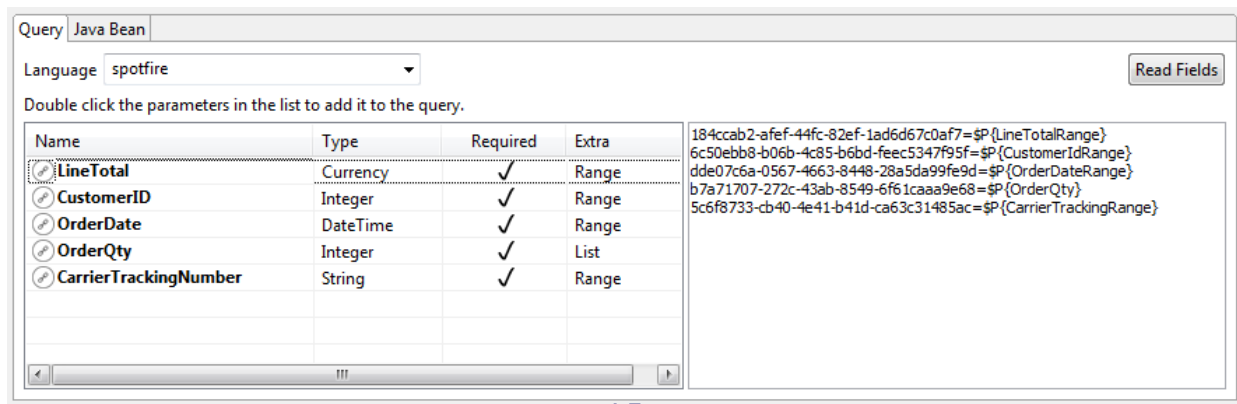 Query Java Bean
Language spotfire Read Fields
Double click the parameters in the list to add it to the query.
Name Type Required Extra
LineTotal Currency ✓ Range
CustomerID Integer ✓ Range
OrderDate DateTime ✓ Range
OrderQty Integer ✓ List
CarrierTrackingNumber String ✓ Range
184ccab2-afef-44fc-82ef-1ad6d67c0af7=$P{LineTotalRange}
6c50ebb8-b06b-4c85-b6bd-feec5347f95f=$P{CustomerIdRange}
dde07c6a-0567-4663-8448-28a5da99fe9d=$P{OrderDateRange}
b7a71707-272c-43ab-8549-6f61caaa9e68=$P{OrderQty}
5c6f8733-cb40-4e41-b41d-ca63c31485ac=$P{CarrierTrackingRange}